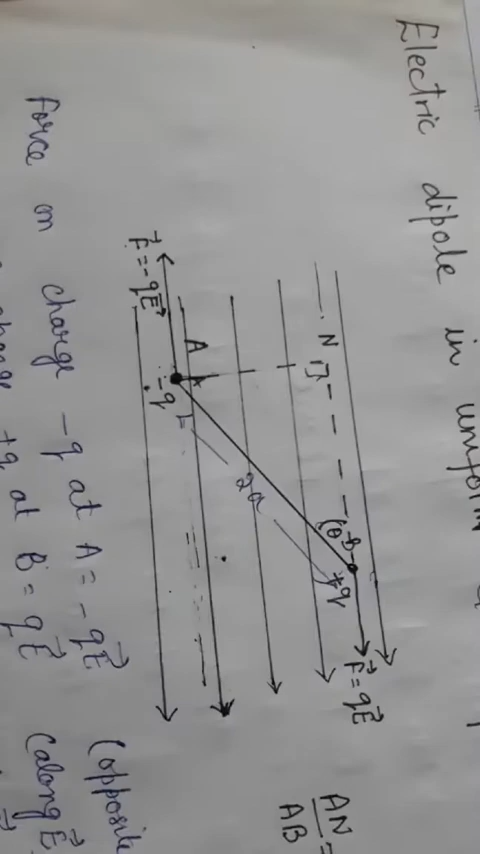 Electric dipole in uniform
N
F⃗ = qE⃗
B
θ
+q
2a
A
-q
F⃗ = -qE⃗
AN =
AB
Force on charge -q at A = -qE⃗ (opposite
charge +q at B = qE⃗ (along E⃗